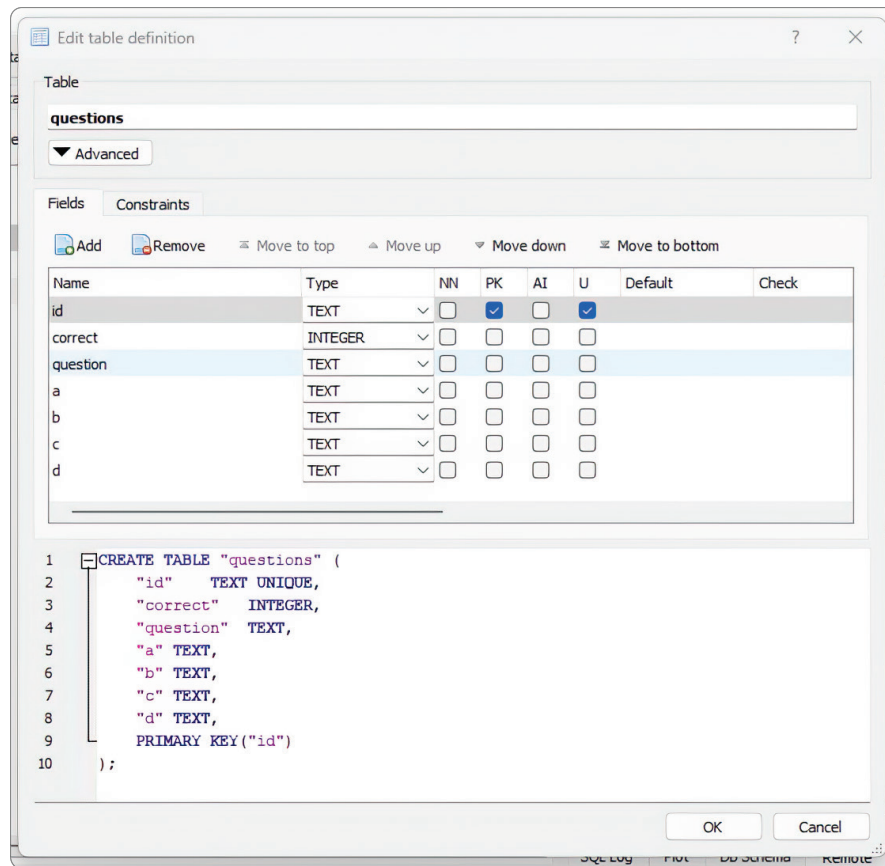 Edit table definition ? ×
Table
questions
Advanced
Fields Constraints
Add Remove Move to top Move up Move down Move to bottom
Name Type NN PK AI U Default Check
id TEXT
correct INTEGER
question TEXT
a TEXT
b TEXT
c TEXT
d TEXT
1 CREATE TABLE "questions" (
2 "id" TEXT UNIQUE,
3 "correct" INTEGER,
4 "question" TEXT,
5 "a" TEXT,
6 "b" TEXT,
7 "c" TEXT,
8 "d" TEXT,
9 PRIMARY KEY("id")
10 );
OK Cancel
SQL Log Plot DB Schema Remote